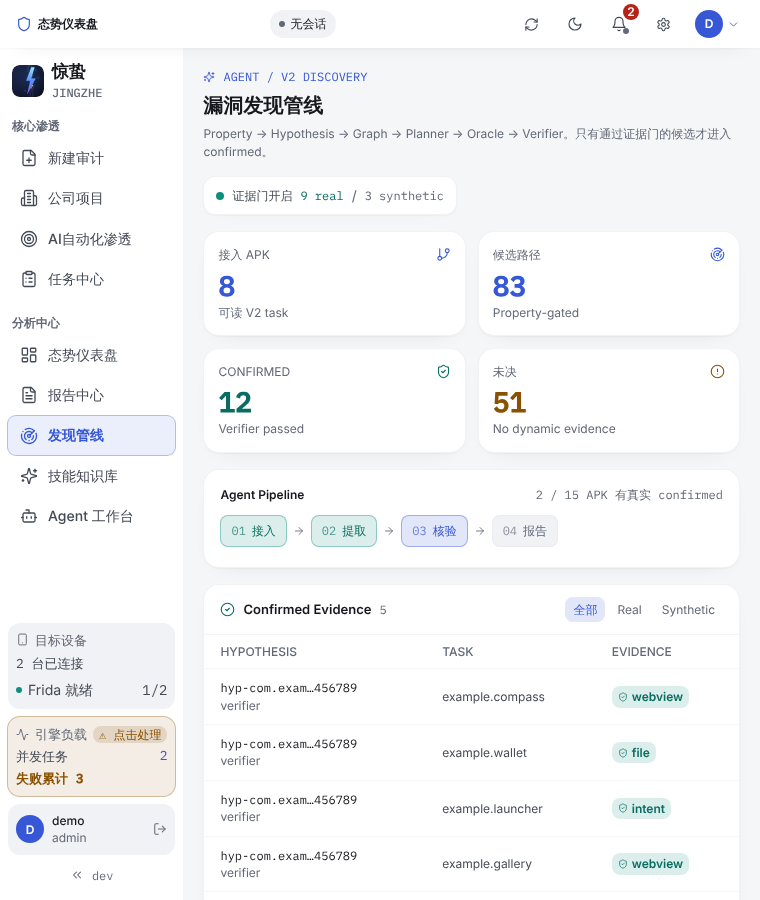 态势仪表盘
无会话
2
D
惊蛰
JINGZHE
核心渗透
新建审计
公司项目
AI自动化渗透
任务中心
分析中心
态势仪表盘
报告中心
发现管线
技能知识库
Agent 工作台
目标设备
2 台已连接
Frida 就绪 1/2
引擎负载 ⚠ 点击处理
并发任务 2
失败累计 3
D
demo
admin
« dev
AGENT / V2 DISCOVERY
漏洞发现管线
Property → Hypothesis → Graph → Planner → Oracle → Verifier。只有通过证据门的候选才进入
confirmed。
证据门开启 9 real / 3 synthetic
接入 APK
8
可读 V2 task
候选路径
83
Property-gated
CONFIRMED
12
Verifier passed
未决
51
No dynamic evidence
Agent Pipeline 2 / 15 APK 有真实 confirmed
01 接入 → 02 提取 → 03 核验 → 04 报告
Confirmed Evidence 5 全部 Real Synthetic
HYPOTHESIS TASK EVIDENCE
hyp-com.exam…456789
verifier
example.compass
webview
hyp-com.exam…456789
verifier
example.wallet
file
hyp-com.exam…456789
verifier
example.launcher
intent
hyp-com.exam…456789
verifier
example.gallery
webview